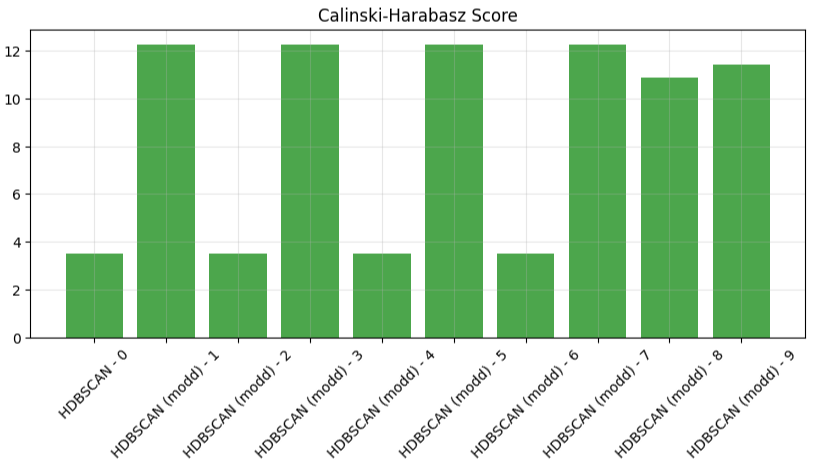 Calinski-Harabasz Score
12
10
8
6
4
2
0
HDBSCAN - 0
HDBSCAN (modd) - 1
HDBSCAN (modd) - 2
HDBSCAN (modd) - 3
HDBSCAN (modd) - 4
HDBSCAN (modd) - 5
HDBSCAN (modd) - 6
HDBSCAN (modd) - 7
HDBSCAN (modd) - 8
HDBSCAN (modd) - 9